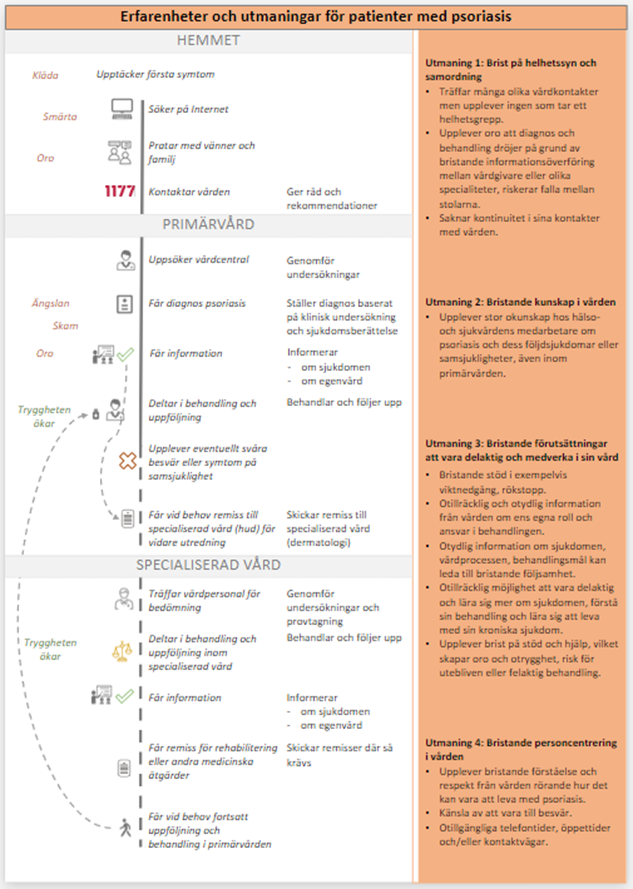 Erfarenheter och utmaningar för patienter med psoriasis
HEMMET
Klåda
Upptäcker första symtom
Smärta
Söker på Internet
Oro
Pratar med vänner och
familj
1177
Kontaktar vården
Ger råd och
rekommendationer
PRIMÄRVÅRD
Uppsöker vårdcentral
Genomför
undersökningar
Ängslan
Skam
Får diagnos psoriasis
Ställer diagnos baserat
på klinisk undersökning
och sjukdomsberättelse
Oro
Får information
Informerar
- om sjukdomen
- om egenvård
Tryggheten
ökar
Deltar i behandling och
uppföljning
Behandlar och följer upp
Upplever eventuellt svåra
besvär eller symtom på
samsjuklighet
Får vid behov remiss till
specialiserad vård (hud) för
vidare utredning
Skickar remiss till
specialiserad vård
(dermatologi)
SPECIALISERAD VÅRD
Träffar vårdpersonal för
bedömning
Genomför
undersökningar och
provtagning
Tryggheten
ökar
Deltar i behandling och
uppföljning inom
specialiserad vård
Behandlar och följer upp
Får information
Informerar
- om sjukdomen
- om egenvård
Får remiss för rehabilitering
eller andra medicinska
åtgärder
Skickar remisser där så
krävs
Får vid behov fortsatt
uppföljning och
behandling i primärvården
Utmaning 1: Brist på helhetssyn och
samordning
• Träffar många olika vårdkontakter
men upplever ingen som tar ett
helhetsgrepp.
• Upplever oro att diagnos och
behandling dröjer på grund av
bristande informationsöverföring
mellan vårdgivare eller olika
specialiteter, riskerar falla mellan
stolarna.
• Saknar kontinuitet i sina kontakter
med vården.
Utmaning 2: Bristande kunskap i vården
• Upplever stor okunskap hos hälso-
och sjukvårdens medarbetare om
psoriasis och dess följdsjukdomar eller
samsjukligheter, även inom
primärvården.
Utmaning 3: Bristande förutsättningar
att vara delaktig och medverka i sin vård
• Bristande stöd i exempelvis
viktnedgång, rökstopp.
• Otillräcklig och otydlig information
från vården om ens egna roll och
ansvar i behandlingen.
• Otydlig information om sjukdomen,
vårdprocessen, behandlingsmål kan
leda till bristande följsamhet.
• Otillräcklig möjlighet att vara delaktig
och lära sig mer om sjukdomen, förstå
sin behandling och lära sig att leva
med sin kroniska sjukdom.
• Upplever brist på stöd och hjälp, vilket
skapar oro och otrygghet, risk för
utebliven eller felaktig behandling.
Utmaning 4: Bristande personcentrering
i vården
• Upplever bristande förståelse och
respekt från vården rörande hur det
kan vara att leva med psoriasis.
• Känsla av att vara till besvär.
• Otillgängliga telefontider, öppettider
och/eller kontaktvägar.